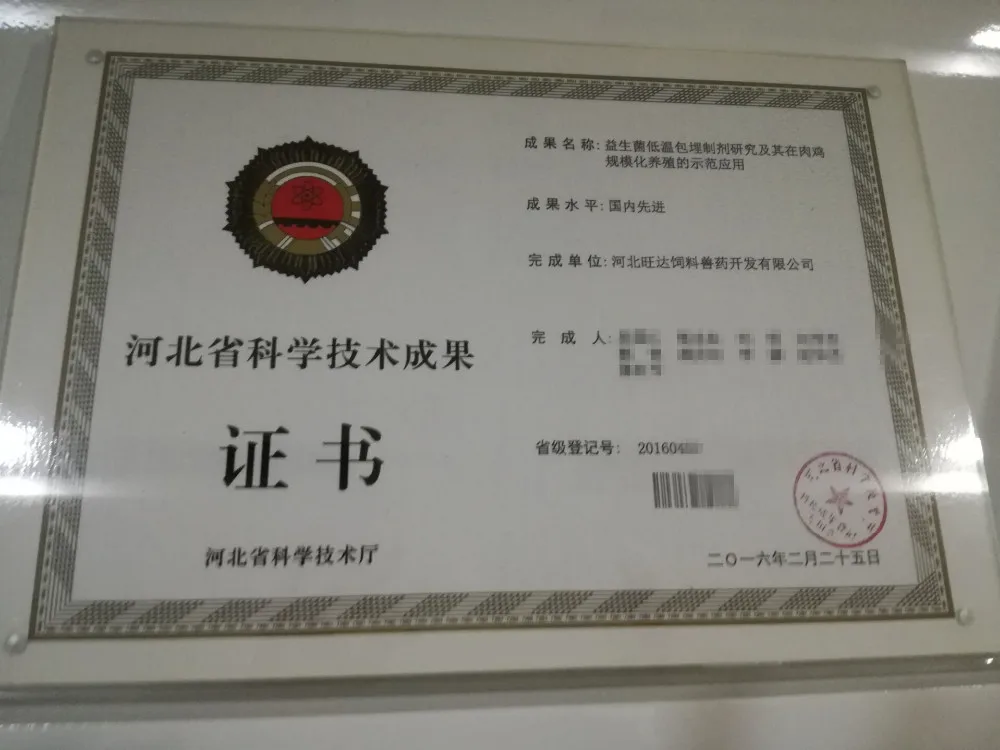 河北省科学技术成果
证书
河北省科学技术厅
成果名称: 益生菌低温包埋制剂研究及其在肉鸡
规模化养殖的示范应用
成果水平: 国内先进
完成单位: 河北旺达饲料兽药开发有限公司
完成人:
省级登记号: 201604
二〇一六年二月二十五日